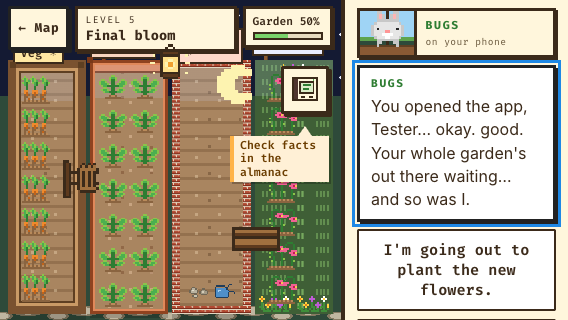 ← Map
LEVEL 5
Final bloom
Garden 50%
Veg
Check facts
in the
almanac
BUGS
on your phone
BUGS
You opened the app,
Tester... okay. good.
Your whole garden's
out there waiting...
and so was I.
I'm going out to
plant the new
flowers.